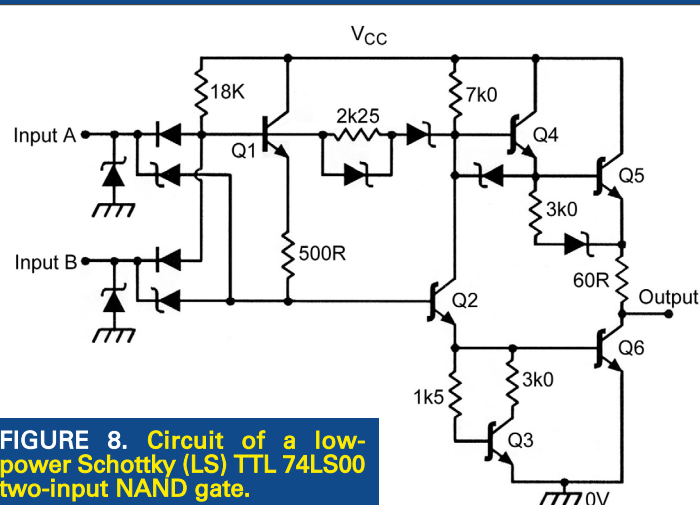 VCC
18K
7k0
2k25
Input A
Q1
Q4
Q5
3k0
500R
Input B
60R
Output
Q2
Q6
1k5
3k0
Q3
0V
FIGURE 8. Circuit of a low-
power Schottky (LS) TTL 74LS00
two-input NAND gate.